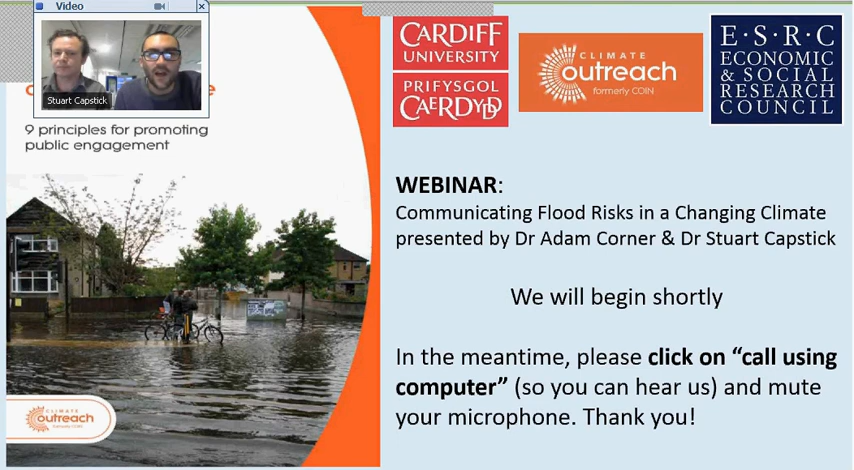 Video
Stuart Capstick
9 principles for promoting
public engagement
CLIMATE
outreach
formerly COIN
CARDIFF
UNIVERSITY
PRIFYSGOL
CAERDYDD
CLIMATE
outreach
formerly COIN
E·S·R·C
ECONOMIC
& SOCIAL
RESEARCH
COUNCIL
WEBINAR:
Communicating Flood Risks in a Changing Climate
presented by Dr Adam Corner & Dr Stuart Capstick
We will begin shortly
In the meantime, please click on “call using
computer” (so you can hear us) and mute
your microphone. Thank you!